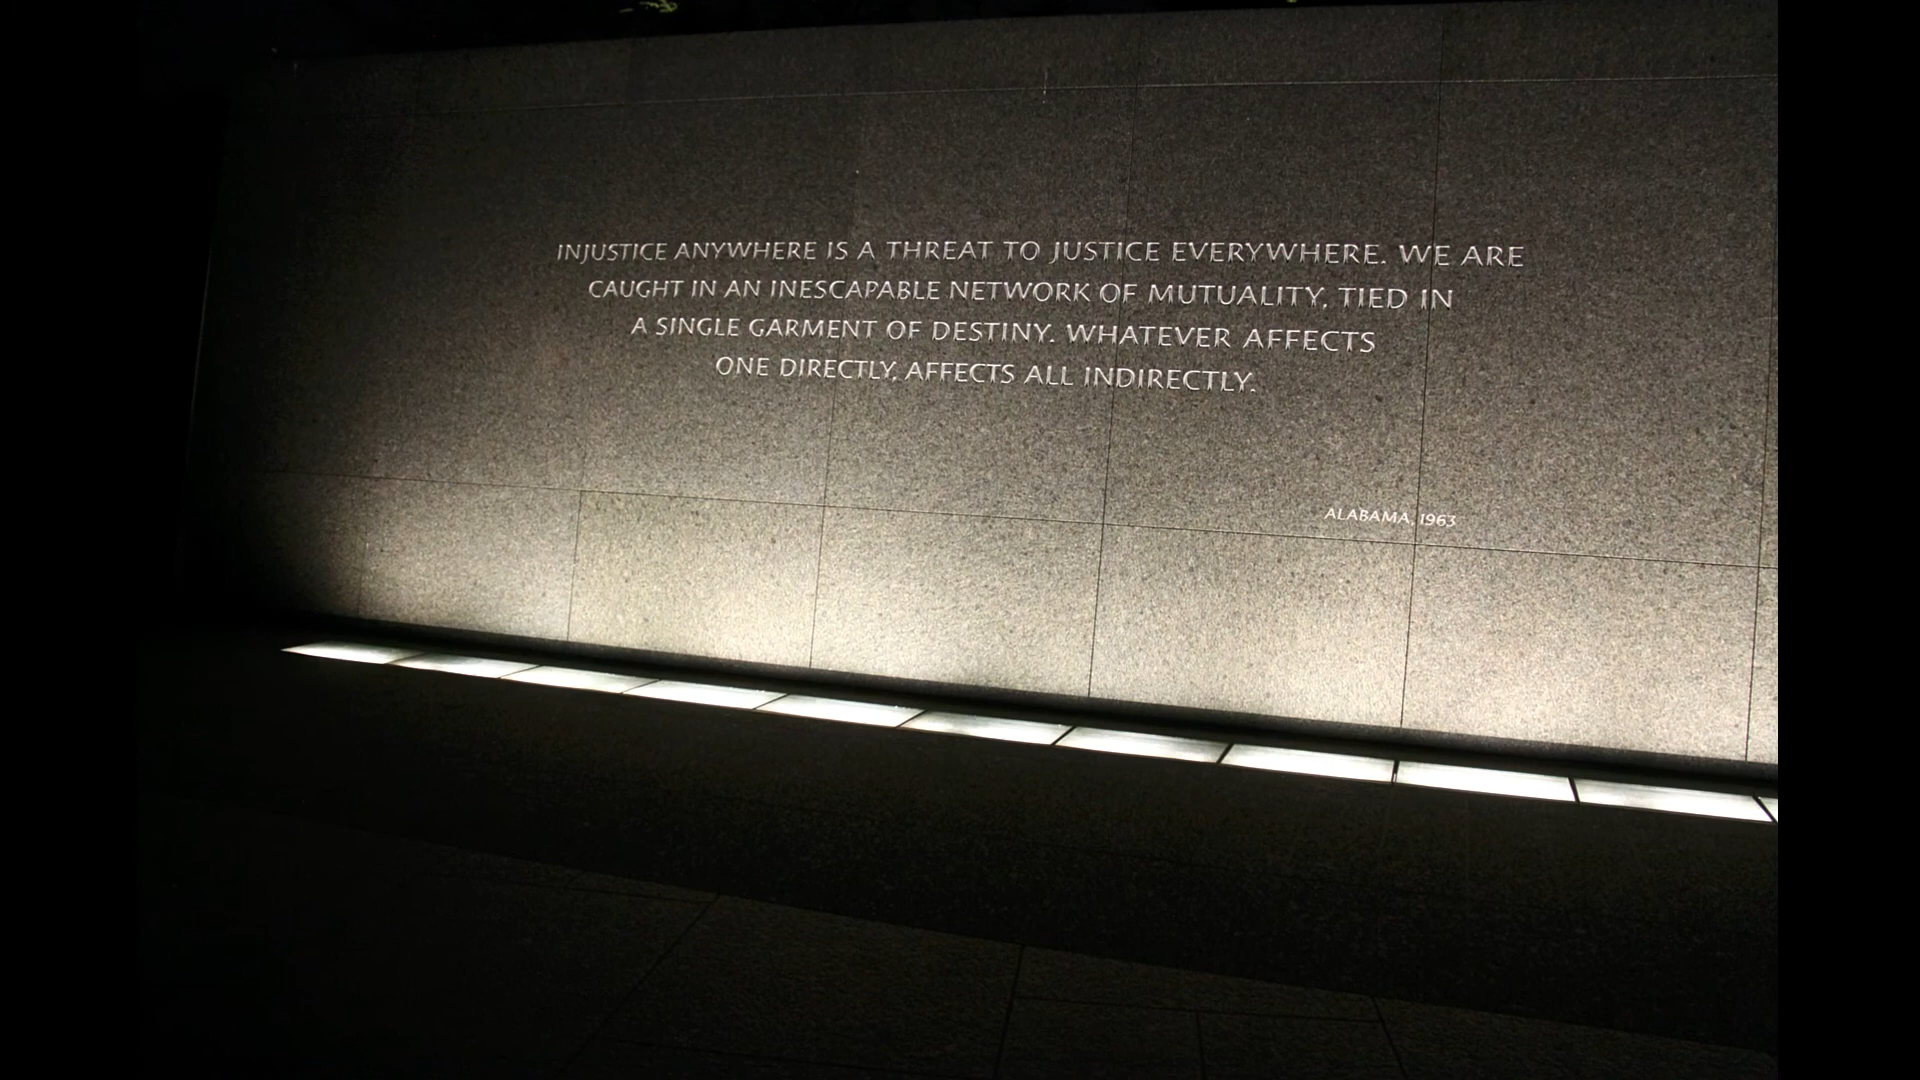 INJUSTICE ANYWHERE IS A THREAT TO JUSTICE EVERYWHERE. WE ARE
CAUGHT IN AN INESCAPABLE NETWORK OF MUTUALITY, TIED IN
A SINGLE GARMENT OF DESTINY. WHATEVER AFFECTS
ONE DIRECTLY, AFFECTS ALL INDIRECTLY.
ALABAMA, 1963